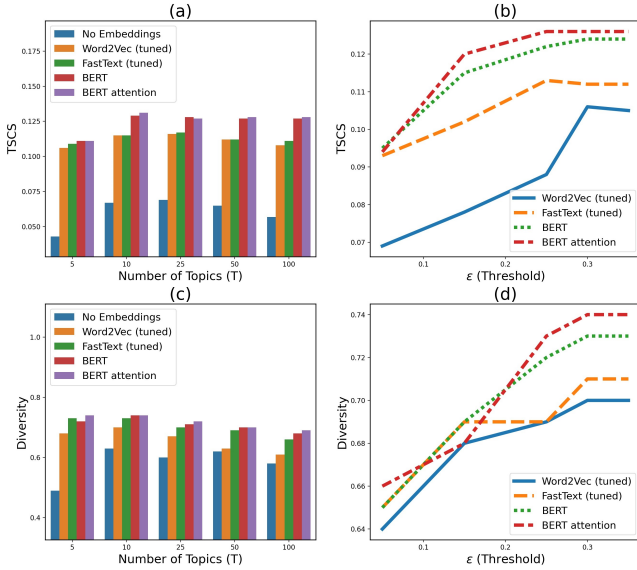 (a)
TSCS
0.175
0.150
0.125
0.100
0.075
0.050
No Embeddings
Word2Vec (tuned)
FastText (tuned)
BERT
BERT attention
5 10 25 50 100
Number of Topics (T)
(b)
TSCS
0.12
0.11
0.10
0.09
0.08
0.07
Word2Vec (tuned)
FastText (tuned)
BERT
BERT attention
0.1 0.2 0.3
ε (Threshold)
(c)
Diversity
1.0
0.8
0.6
0.4
No Embeddings
Word2Vec (tuned)
FastText (tuned)
BERT
BERT attention
5 10 25 50 100
Number of Topics (T)
(d)
Diversity
0.74
0.72
0.70
0.68
0.66
0.64
Word2Vec (tuned)
FastText (tuned)
BERT
BERT attention
0.1 0.2 0.3
ε (Threshold)